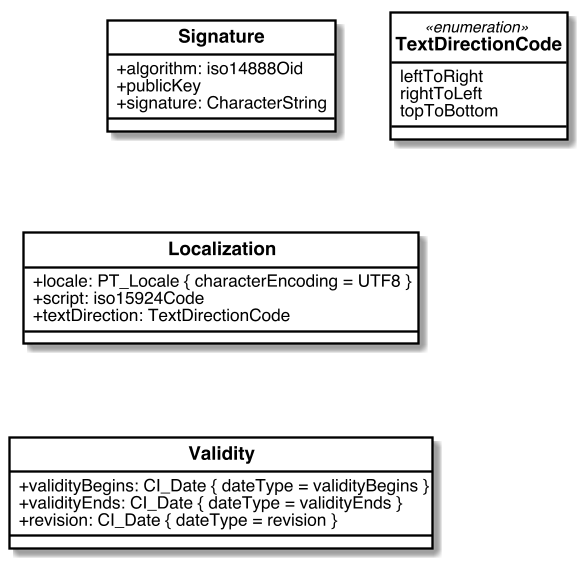 Signature
+algorithm: iso14888Oid
+publicKey
+signature: CharacterString
«enumeration»
TextDirectionCode
leftToRight
rightToLeft
topToBottom
Localization
+locale: PT_Locale { characterEncoding = UTF8 }
+script: iso15924Code
+textDirection: TextDirectionCode
Validity
+validityBegins: CI_Date { dateType = validityBegins }
+validityEnds: CI_Date { dateType = validityEnds }
+revision: CI_Date { dateType = revision }